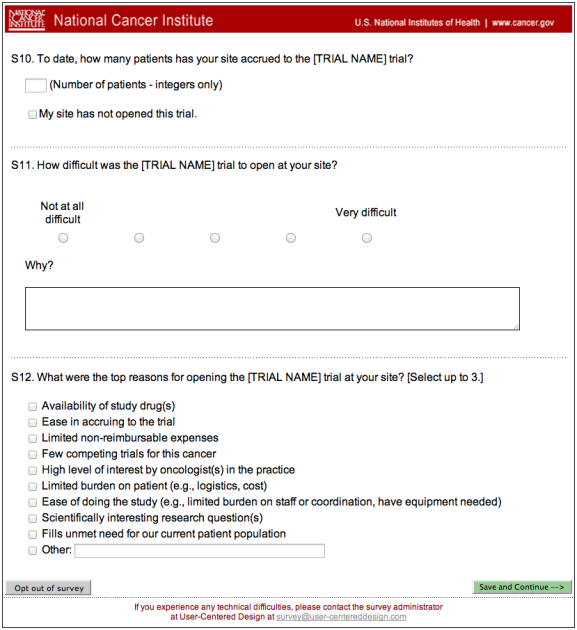 NATIONAL CANCER INSTITUTE
National Cancer Institute
U.S. National Institutes of Health | www.cancer.gov
S10. To date, how many patients has your site accrued to the [TRIAL NAME] trial?
(Number of patients - integers only)
My site has not opened this trial.
S11. How difficult was the [TRIAL NAME] trial to open at your site?
Not at all
difficult
Very difficult
Why?
S12. What were the top reasons for opening the [TRIAL NAME] trial at your site? [Select up to 3.]
Availability of study drug(s)
Ease in accruing to the trial
Limited non-reimbursable expenses
Few competing trials for this cancer
High level of interest by oncologist(s) in the practice
Limited burden on patient (e.g., logistics, cost)
Ease of doing the study (e.g., limited burden on staff or coordination, have equipment needed)
Scientifically interesting research question(s)
Fills unmet need for our current patient population
Other:
Opt out of survey
Save and Continue -->
If you experience any technical difficulties, please contact the survey administrator
at User-Centered Design at survey@user-centereddesign.com